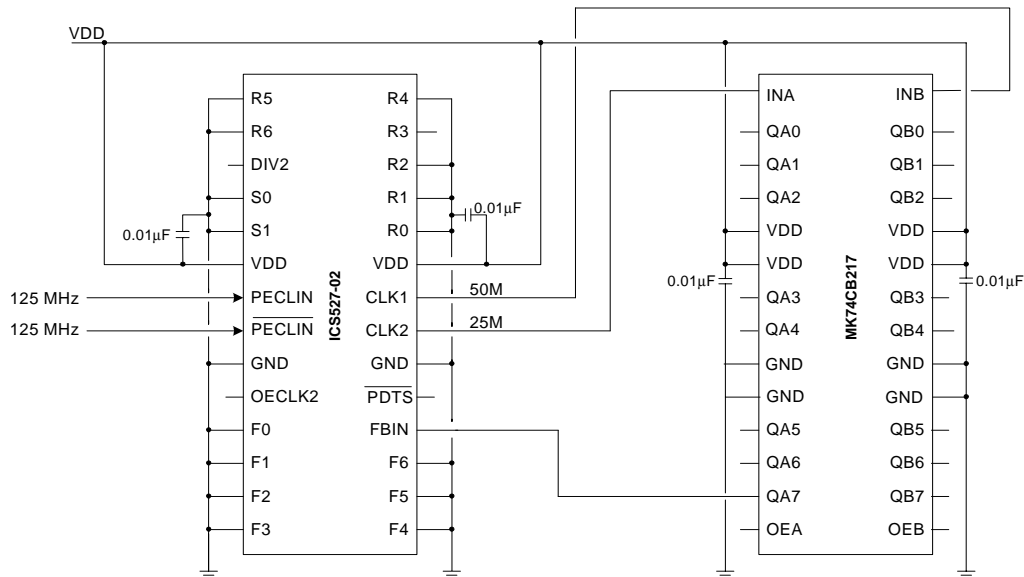 VDD
R5 R4
R6 R3
DIV2 R2
S0 R1
0.01µF
S1 R0
0.01µF
VDD VDD
125 MHz PECLIN CLK1 50M
125 MHz PECLIN CLK2 25M
GND GND
OECLK2 PDTS
F0 FBIN
F1 F6
F2 F5
F3 F4
ICS527-02
INA INB
QA0 QB0
QA1 QB1
QA2 QB2
VDD VDD
VDD VDD
0.01µF
0.01µF
QA3 QB3
QA4 QB4
GND GND
GND GND
QA5 QB5
QA6 QB6
QA7 QB7
OEA OEB
MK74CB217